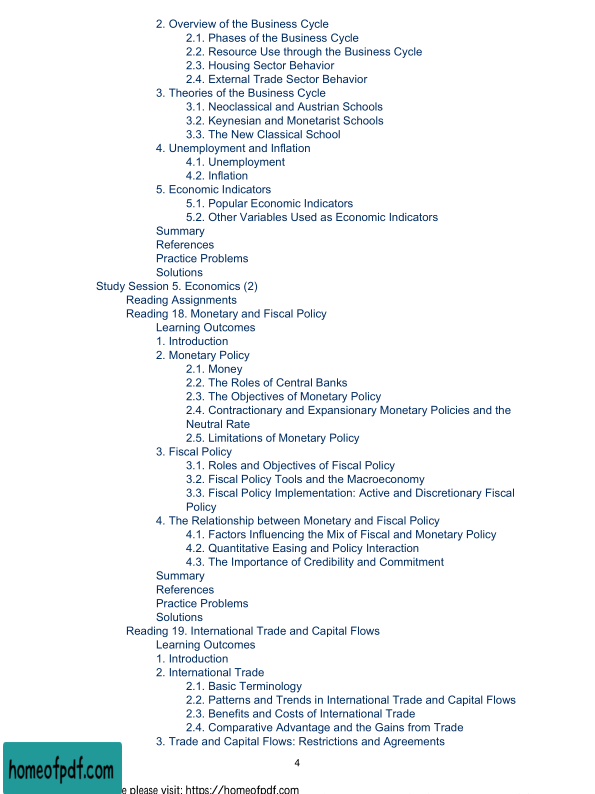 2. Overview of the Business Cycle
2.1. Phases of the Business Cycle
2.2. Resource Use through the Business Cycle
2.3. Housing Sector Behavior
2.4. External Trade Sector Behavior
3. Theories of the Business Cycle
3.1. Neoclassical and Austrian Schools
3.2. Keynesian and Monetarist Schools
3.3. The New Classical School
4. Unemployment and Inflation
4.1. Unemployment
4.2. Inflation
5. Economic Indicators
5.1. Popular Economic Indicators
5.2. Other Variables Used as Economic Indicators
Summary
References
Practice Problems
Solutions
Study Session 5. Economics (2)
Reading Assignments
Reading 18. Monetary and Fiscal Policy
Learning Outcomes
1. Introduction
2. Monetary Policy
2.1. Money
2.2. The Roles of Central Banks
2.3. The Objectives of Monetary Policy
2.4. Contractionary and Expansionary Monetary Policies and the
Neutral Rate
2.5. Limitations of Monetary Policy
3. Fiscal Policy
3.1. Roles and Objectives of Fiscal Policy
3.2. Fiscal Policy Tools and the Macroeconomy
3.3. Fiscal Policy Implementation: Active and Discretionary Fiscal
Policy
4. The Relationship between Monetary and Fiscal Policy
4.1. Factors Influencing the Mix of Fiscal and Monetary Policy
4.2. Quantitative Easing and Policy Interaction
4.3. The Importance of Credibility and Commitment
Summary
References
Practice Problems
Solutions
Reading 19. International Trade and Capital Flows
Learning Outcomes
1. Introduction
2. International Trade
2.1. Basic Terminology
2.2. Patterns and Trends in International Trade and Capital Flows
2.3. Benefits and Costs of International Trade
2.4. Comparative Advantage and the Gains from Trade
3. Trade and Capital Flows: Restrictions and Agreements
4
homeofpdf.com
please visit: https://homeofpdf.com